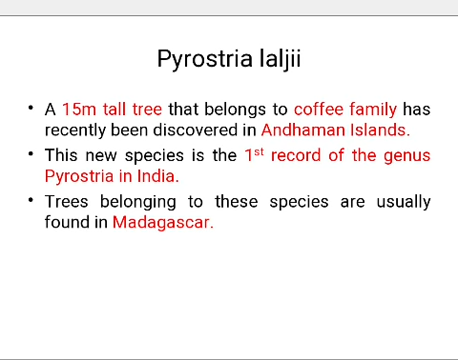 Pyrostria laljii
• A 15m tall tree that belongs to coffee family has
recently been discovered in Andhaman Islands.
• This new species is the 1st record of the genus
Pyrostria in India.
• Trees belonging to these species are usually
found in Madagascar.